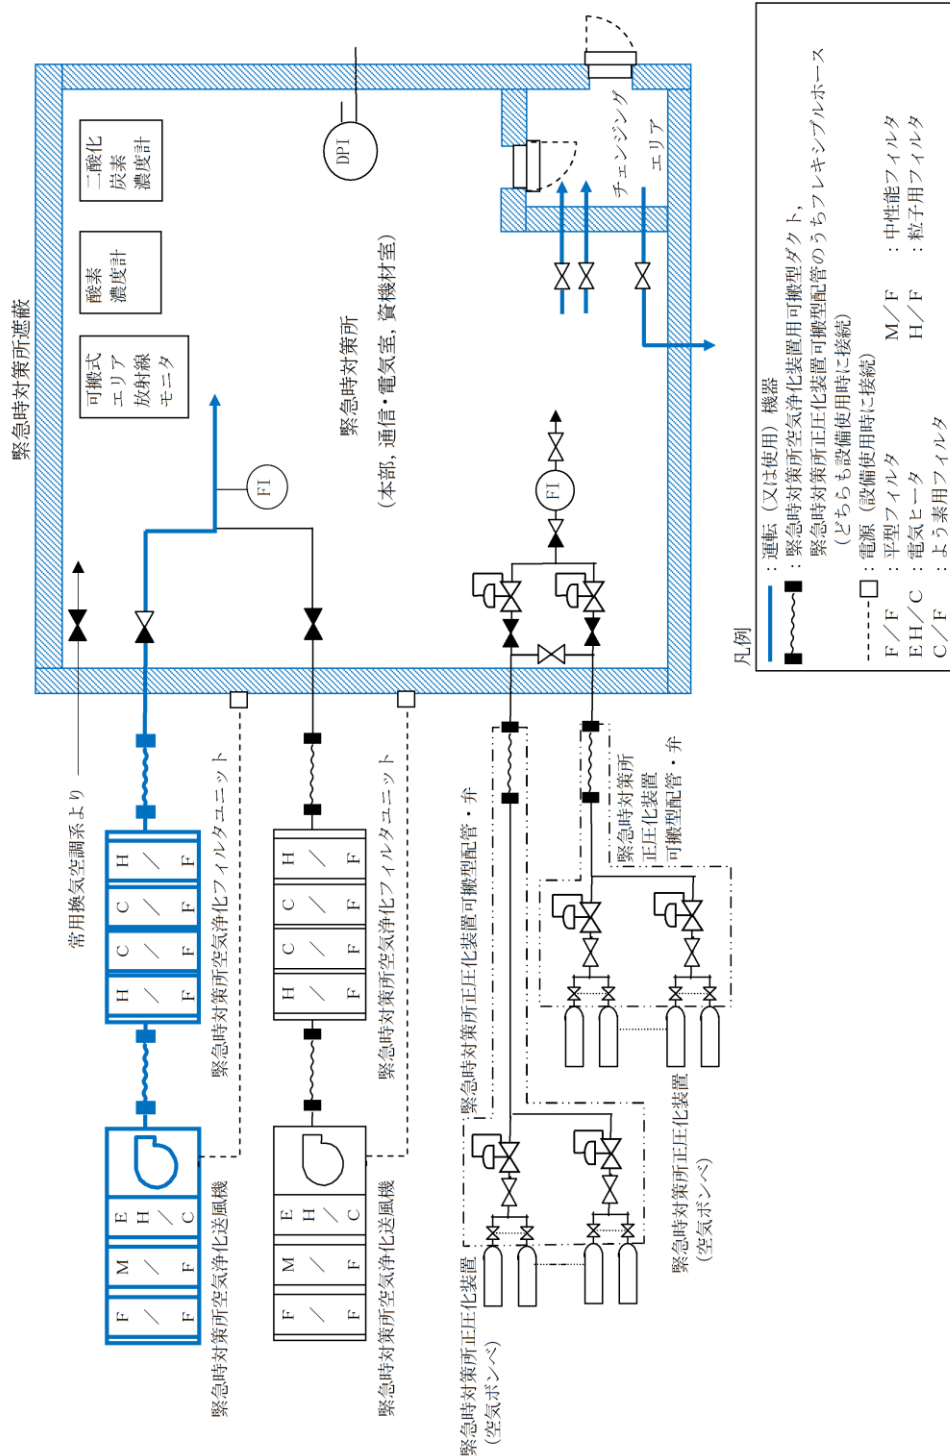 緊急時対策所遮蔽
二酸化
炭素
濃度計
酸素
濃度計
可搬式
エリア
放射線
モニタ
DPI
緊急時対策所
(本部,通信・電気室,資機材室)
チェンジング
エリア
FI
FI
常用換気空調系より
H/F
C/F
C/F
H/F
緊急時対策所空気浄化フィルタユニット
F/F
M/F
EH/C
緊急時対策所空気浄化送風機
H/F
C/F
C/F
H/F
緊急時対策所空気浄化フィルタユニット
F/F
M/F
EH/C
緊急時対策所空気浄化送風機
緊急時対策所正圧化装置可搬型配管・弁
緊急時対策所正圧化装置
(空気ボンベ)
緊急時対策所
正圧化装置
可搬型配管・弁
緊急時対策所正圧化装置
(空気ボンベ)
凡例
:運転(又は使用)機器
:緊急時対策所空気浄化装置用可搬型ダクト,
緊急時対策所正圧化装置可搬型配管のうちフレキシブルホース
(どちらも設備使用時に接続)
:電源(設備使用時に接続)
F/F :平型フィルタ M/F :中性能フィルタ
EH/C :電気ヒータ H/F :粒子用フィルタ
C/F :よう素用フィルタ